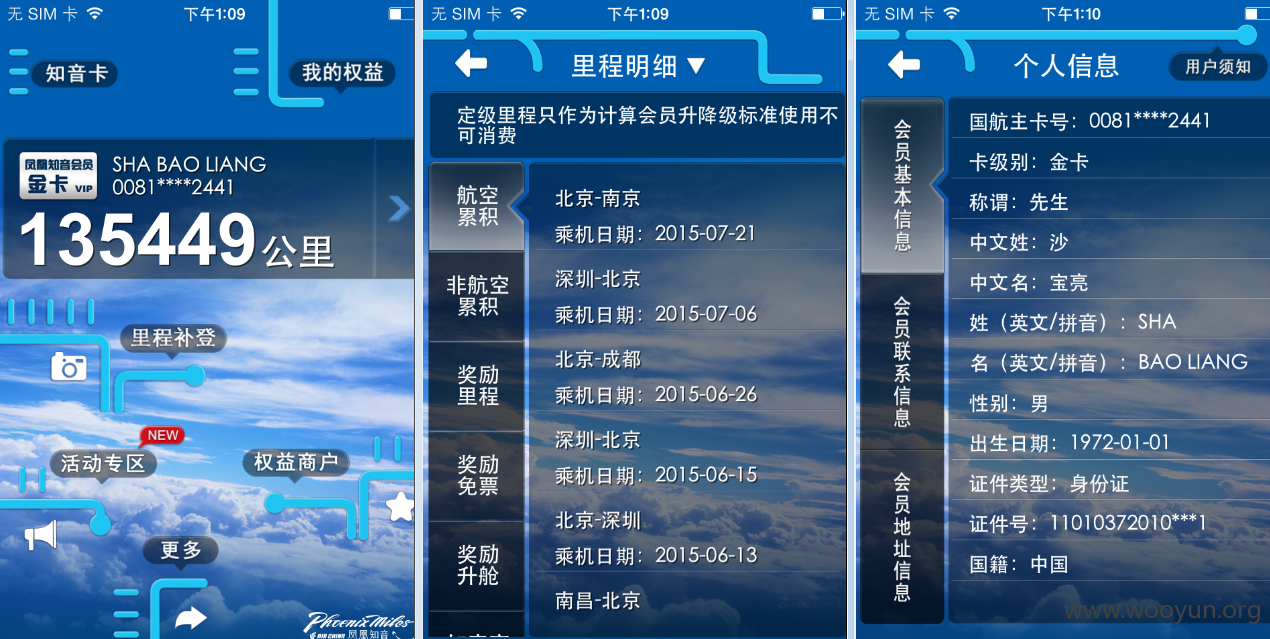 无 SIM 卡
下午1:09
知音卡
我的权益
凤凰知音会员
金卡 VIP
SHA BAO LIANG
0081****2441
135449公里
里程补登
NEW
活动专区
权益商户
更多
PhoenixMiles
AIR CHINA 凤凰知音
无 SIM 卡
下午1:09
里程明细▼
定级里程只作为计算会员升降级标准使用不
可消费
航空
累积
非航空
累积
奖励
里程
奖励
免票
奖励
升舱
北京-南京
乘机日期：2015-07-21
深圳-北京
乘机日期：2015-07-06
北京-成都
乘机日期：2015-06-26
深圳-北京
乘机日期：2015-06-15
北京-深圳
乘机日期：2015-06-13
南昌-北京
无 SIM 卡
下午1:10
个人信息
用户须知
会员基本信息
会员联系信息
会员地址信息
国航主卡号：0081****2441
卡级别：金卡
称谓：先生
中文姓：沙
中文名：宝亮
姓（英文/拼音）：SHA
名（英文/拼音）：BAO LIANG
性别：男
出生日期：1972-01-01
证件类型：身份证
证件号：11010372010***1
国籍：中国
www.wooyun.org